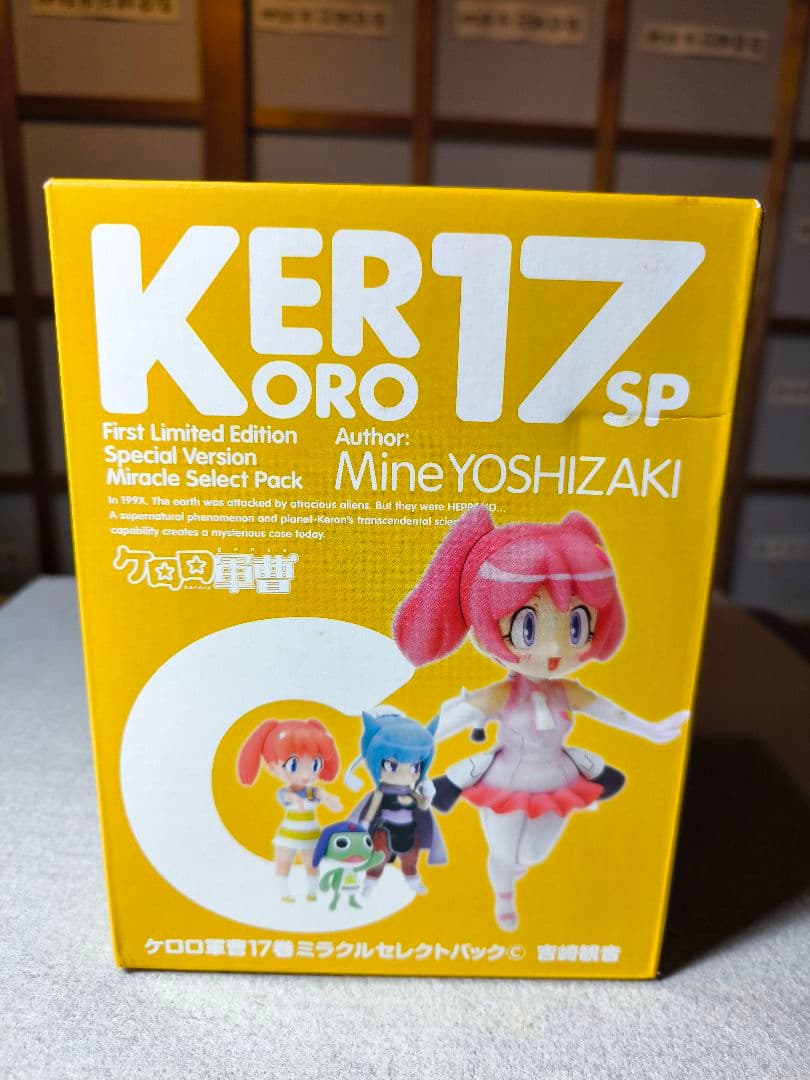 KERORO 17 SP
First Limited Edition
Special Version
Miracle Select Pack
Author:
Mine YOSHIZAKI
In 199X. The earth was attacked by atrocious aliens. But they were
A supernatural phenomenon and planet-Keron's transcendental
capability creates a mysterious case today.
ケロロ軍曹
keroro
ケロロ軍曹17巻ミラクルセレクトパック© 吉崎観音